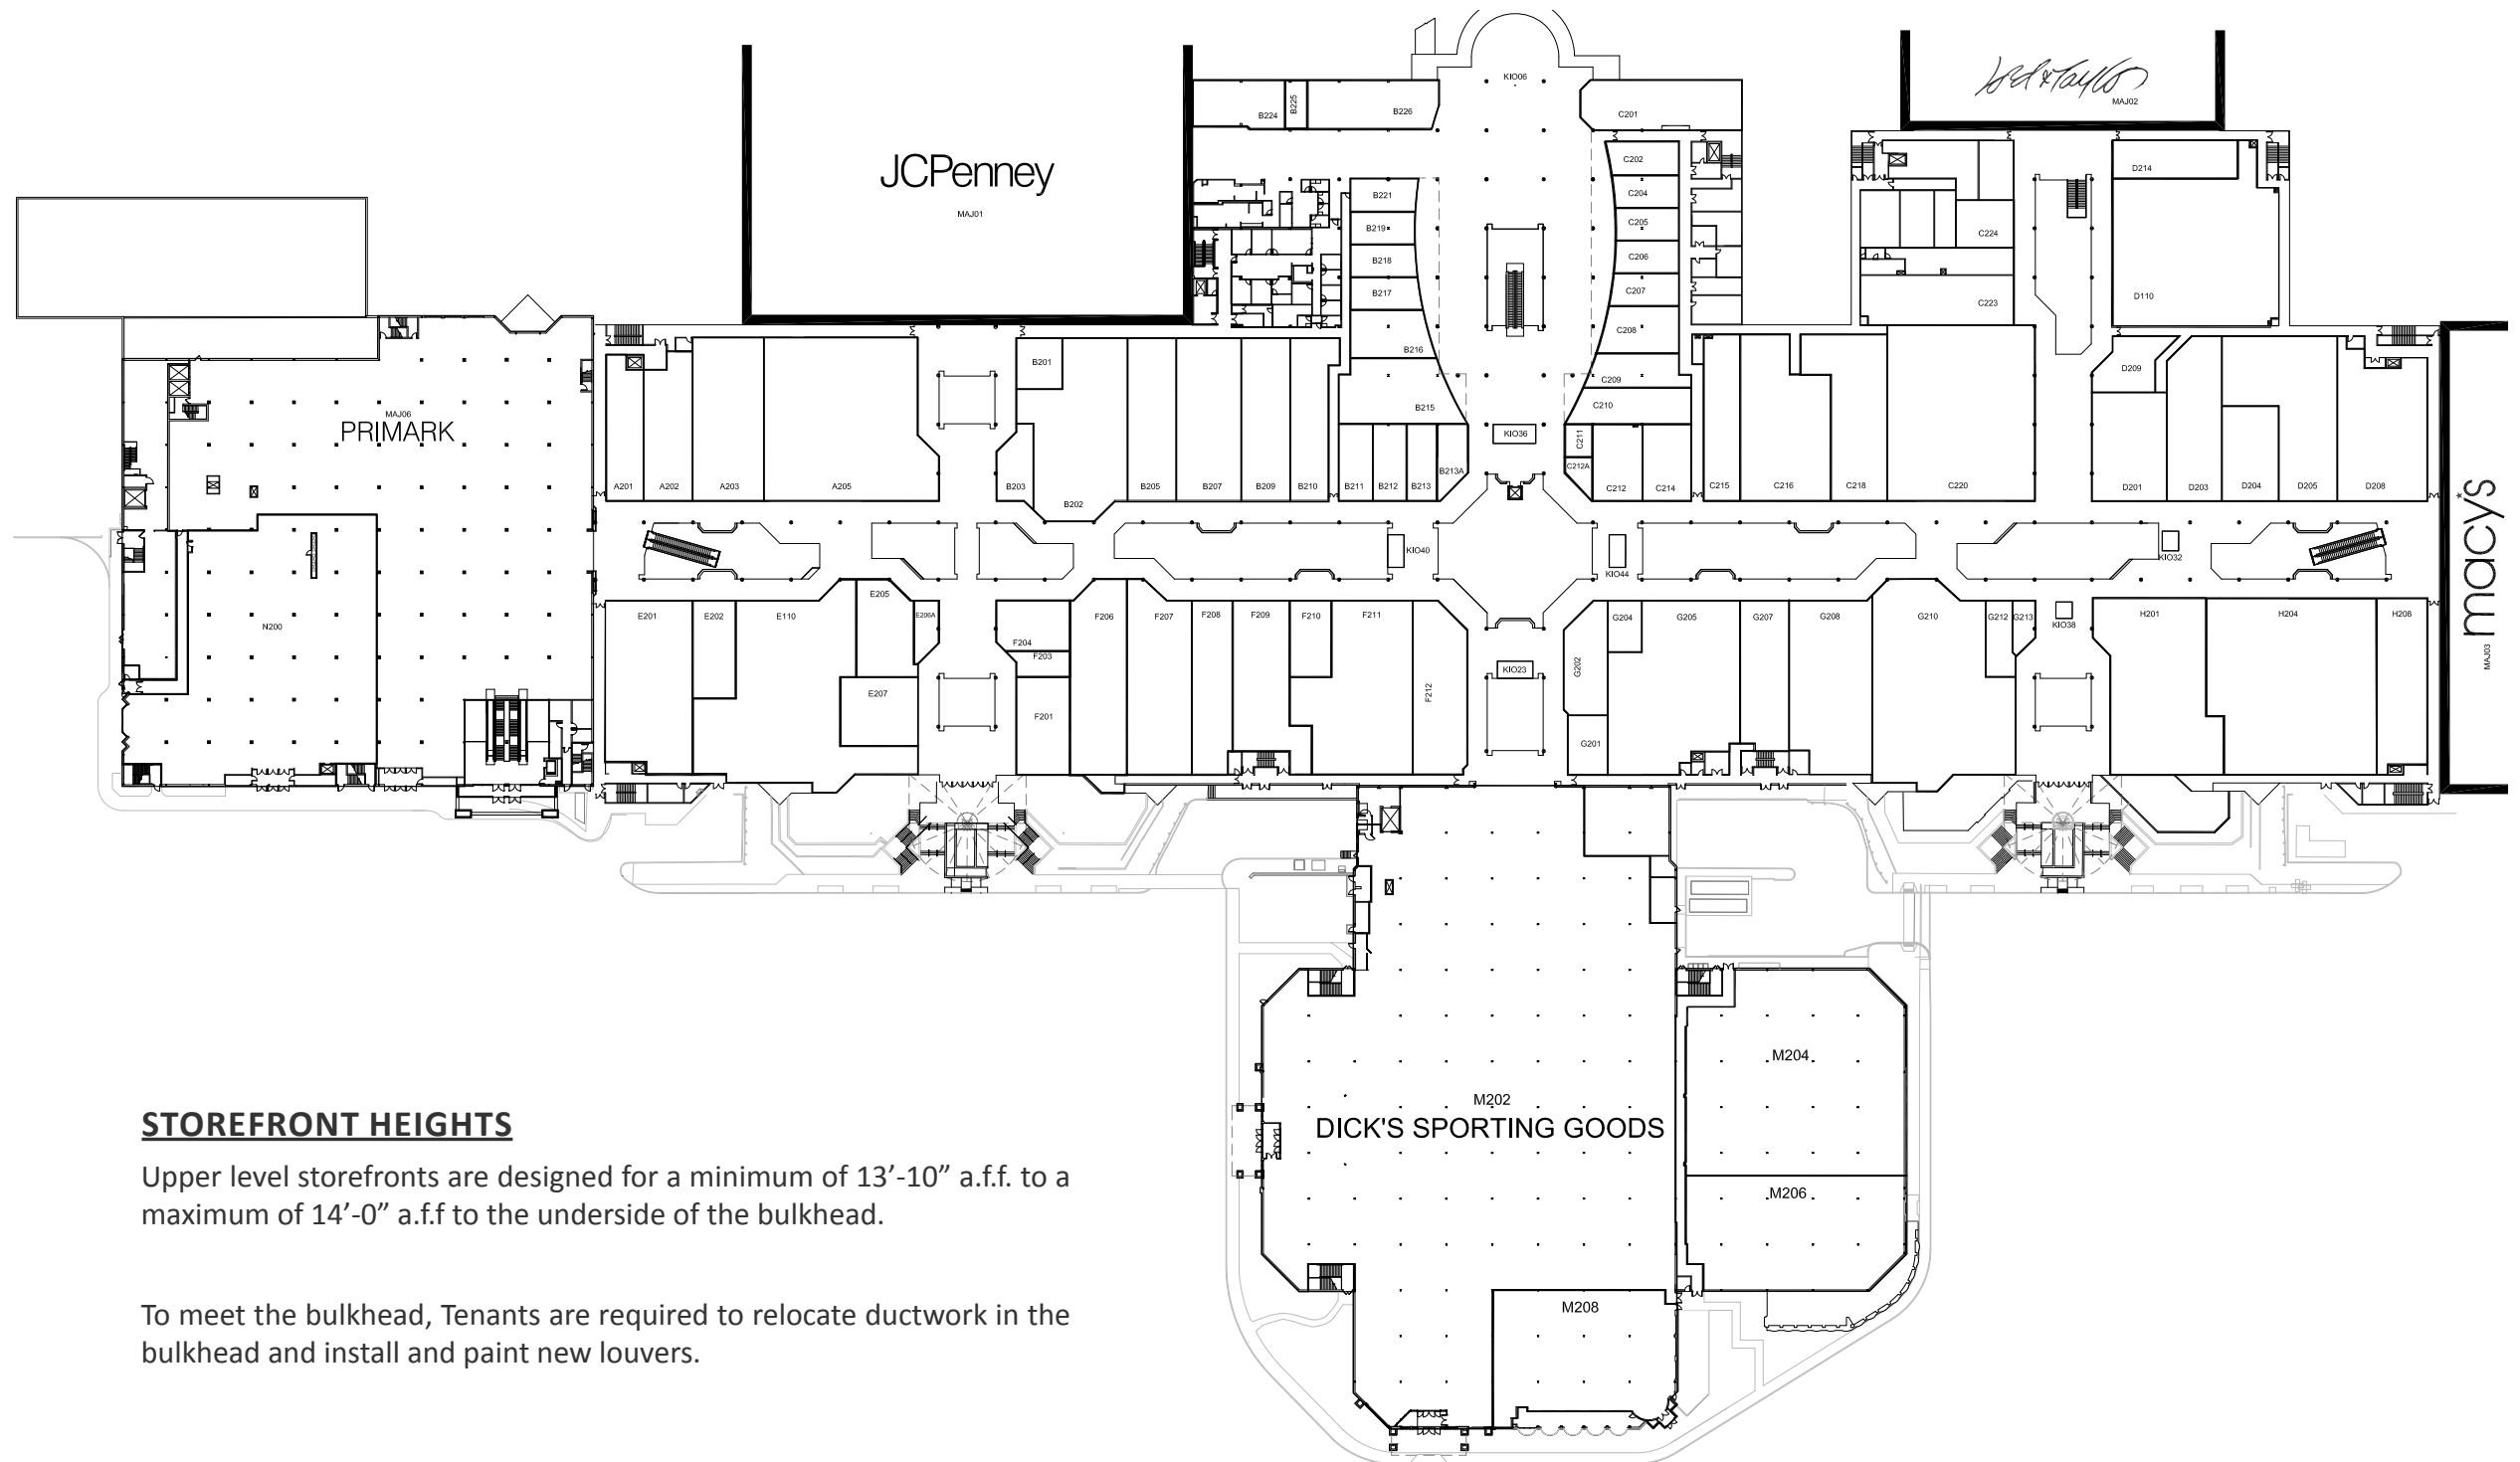 KIO06
Lord & Taylor
MAJ02
B224
B225
B226
C201
JCPenney
MAJ01
C202
D214
B221
C204
B219
C205
C224
B218
C206
B217
C207
D110
C223
C208
B216
B201
D209
C209
B215
C210
MAJ06
PRIMARK
KIO36
C211
C212A
B213A
A201
A202
A203
A205
B203
B202
B205
B207
B209
B210
B211
B212
B213
C212
C214
C215
C216
C218
C220
D201
D203
D204
D205
D208
macy*s
MAJ03
KIO40
KIO44
KIO32
N200
E201
E202
E110
E205
E206A
E207
F204
F203
F201
F206
F207
F208
F209
F210
F211
F212
KIO23
G202
G201
G204
G205
G207
G208
G210
G212
G213
KIO38
H201
H204
H208
M204
M202
DICK'S SPORTING GOODS
M206
M208
STOREFRONT HEIGHTS
Upper level storefronts are designed for a minimum of 13’-10” a.f.f. to a
maximum of 14’-0” a.f.f to the underside of the bulkhead.
To meet the bulkhead, Tenants are required to relocate ductwork in the
bulkhead and install and paint new louvers.